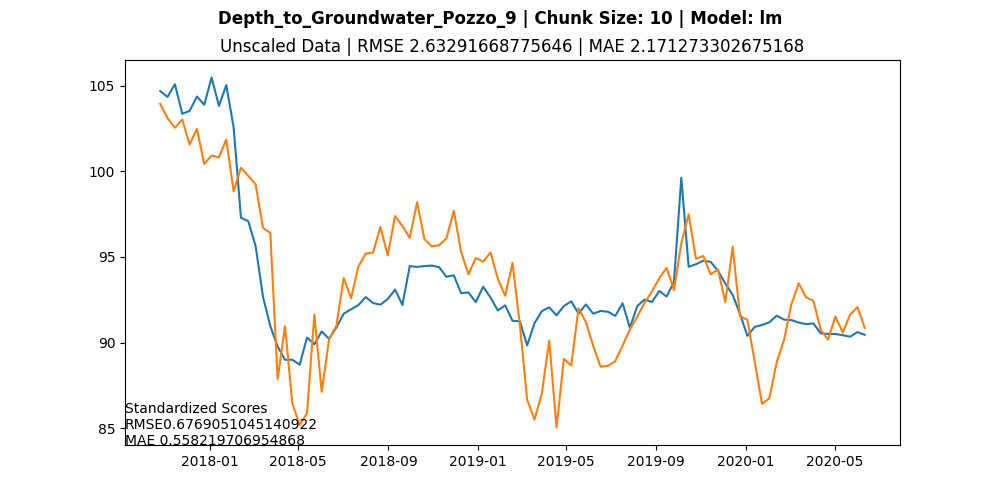 Depth_to_Groundwater_Pozzo_9 | Chunk Size: 10 | Model: lm
Unscaled Data | RMSE 2.63291668775646 | MAE 2.171273302675168
105
100
95
90
85
Standardized Scores
RMSE0.6769051045140922
MAE 0.558219706954868
2018-01 2018-05 2018-09 2019-01 2019-05 2019-09 2020-01 2020-05